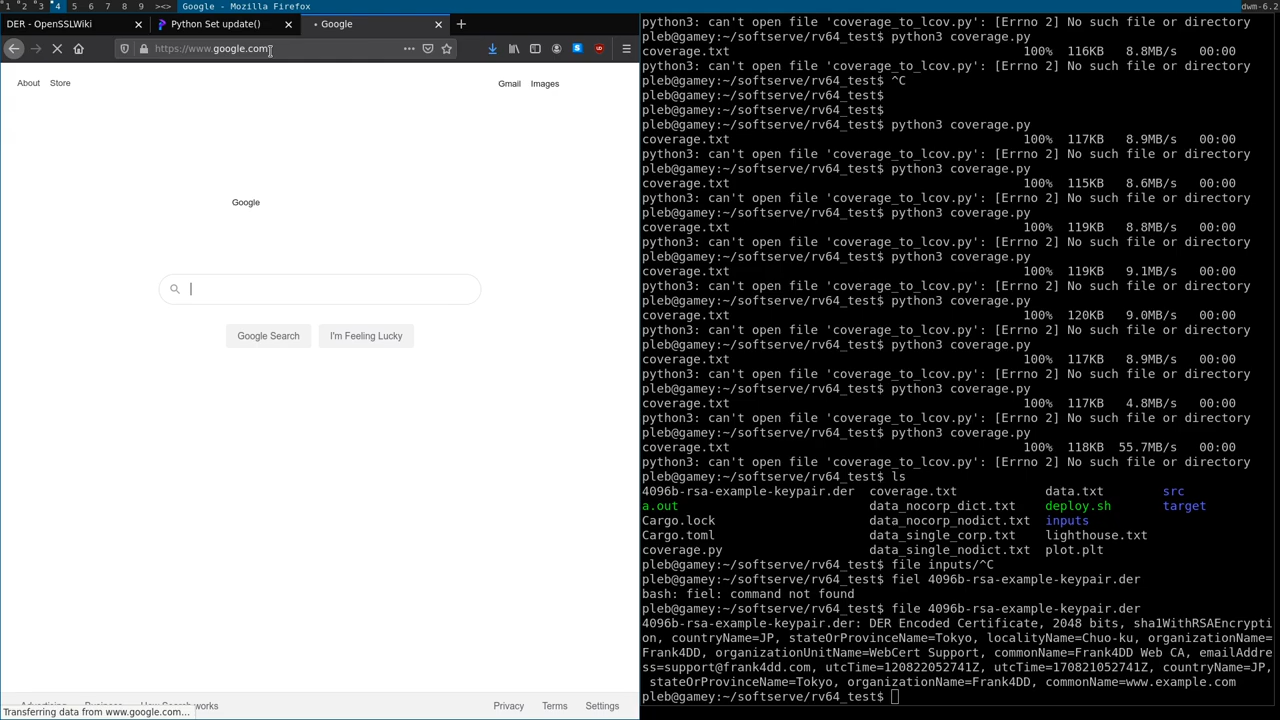 1 2 3 4 5 6 7 8 9 ><> Google - Mozilla Firefox dwm-6.2
DER - OpenSSLWiki Python Set update() Google
https://www.google.com
About Store Gmail Images
Google
Google Search I'm Feeling Lucky
Privacy Terms Settings
Transferring data from www.google.com...
python3: can't open file 'coverage_to_lcov.py': [Errno 2] No such file or directory
pleb@gamey:~/softserve/rv64_test$ python3 coverage.py
coverage.txt 100% 116KB 8.8MB/s 00:00
python3: can't open file 'coverage_to_lcov.py': [Errno 2] No such file or directory
pleb@gamey:~/softserve/rv64_test$ ^C
pleb@gamey:~/softserve/rv64_test$
pleb@gamey:~/softserve/rv64_test$
pleb@gamey:~/softserve/rv64_test$ python3 coverage.py
coverage.txt 100% 117KB 8.9MB/s 00:00
python3: can't open file 'coverage_to_lcov.py': [Errno 2] No such file or directory
pleb@gamey:~/softserve/rv64_test$ python3 coverage.py
coverage.txt 100% 115KB 8.6MB/s 00:00
python3: can't open file 'coverage_to_lcov.py': [Errno 2] No such file or directory
pleb@gamey:~/softserve/rv64_test$ python3 coverage.py
coverage.txt 100% 119KB 8.8MB/s 00:00
python3: can't open file 'coverage_to_lcov.py': [Errno 2] No such file or directory
pleb@gamey:~/softserve/rv64_test$ python3 coverage.py
coverage.txt 100% 119KB 9.1MB/s 00:00
python3: can't open file 'coverage_to_lcov.py': [Errno 2] No such file or directory
pleb@gamey:~/softserve/rv64_test$ python3 coverage.py
coverage.txt 100% 120KB 9.0MB/s 00:00
python3: can't open file 'coverage_to_lcov.py': [Errno 2] No such file or directory
pleb@gamey:~/softserve/rv64_test$ python3 coverage.py
coverage.txt 100% 117KB 8.9MB/s 00:00
python3: can't open file 'coverage_to_lcov.py': [Errno 2] No such file or directory
pleb@gamey:~/softserve/rv64_test$ python3 coverage.py
coverage.txt 100% 117KB 4.8MB/s 00:00
python3: can't open file 'coverage_to_lcov.py': [Errno 2] No such file or directory
pleb@gamey:~/softserve/rv64_test$ python3 coverage.py
coverage.txt 100% 118KB 55.7MB/s 00:00
python3: can't open file 'coverage_to_lcov.py': [Errno 2] No such file or directory
pleb@gamey:~/softserve/rv64_test$ ls
4096b-rsa-example-keypair.der coverage.txt data.txt src
a.out data_nocorp_dict.txt deploy.sh target
Cargo.lock data_nocorp_nodict.txt inputs
Cargo.toml data_single_corp.txt lighthouse.txt
coverage.py data_single_nodict.txt plot.plt
pleb@gamey:~/softserve/rv64_test$ file inputs/^C
pleb@gamey:~/softserve/rv64_test$ fiel 4096b-rsa-example-keypair.der
bash: fiel: command not found
pleb@gamey:~/softserve/rv64_test$ file 4096b-rsa-example-keypair.der
4096b-rsa-example-keypair.der: DER Encoded Certificate, 2048 bits, sha1WithRSAEncrypti
on, countryName=JP, stateOrProvinceName=Tokyo, localityName=Chuo-ku, organizationName=
Frank4DD, organizationUnitName=WebCert Support, commonName=Frank4DD Web CA, emailAddre
ss=support@frank4dd.com, utcTime=120822052741Z, utcTime=170821052741Z, countryName=JP,
stateOrProvinceName=Tokyo, organizationName=Frank4DD, commonName=www.example.com
pleb@gamey:~/softserve/rv64_test$